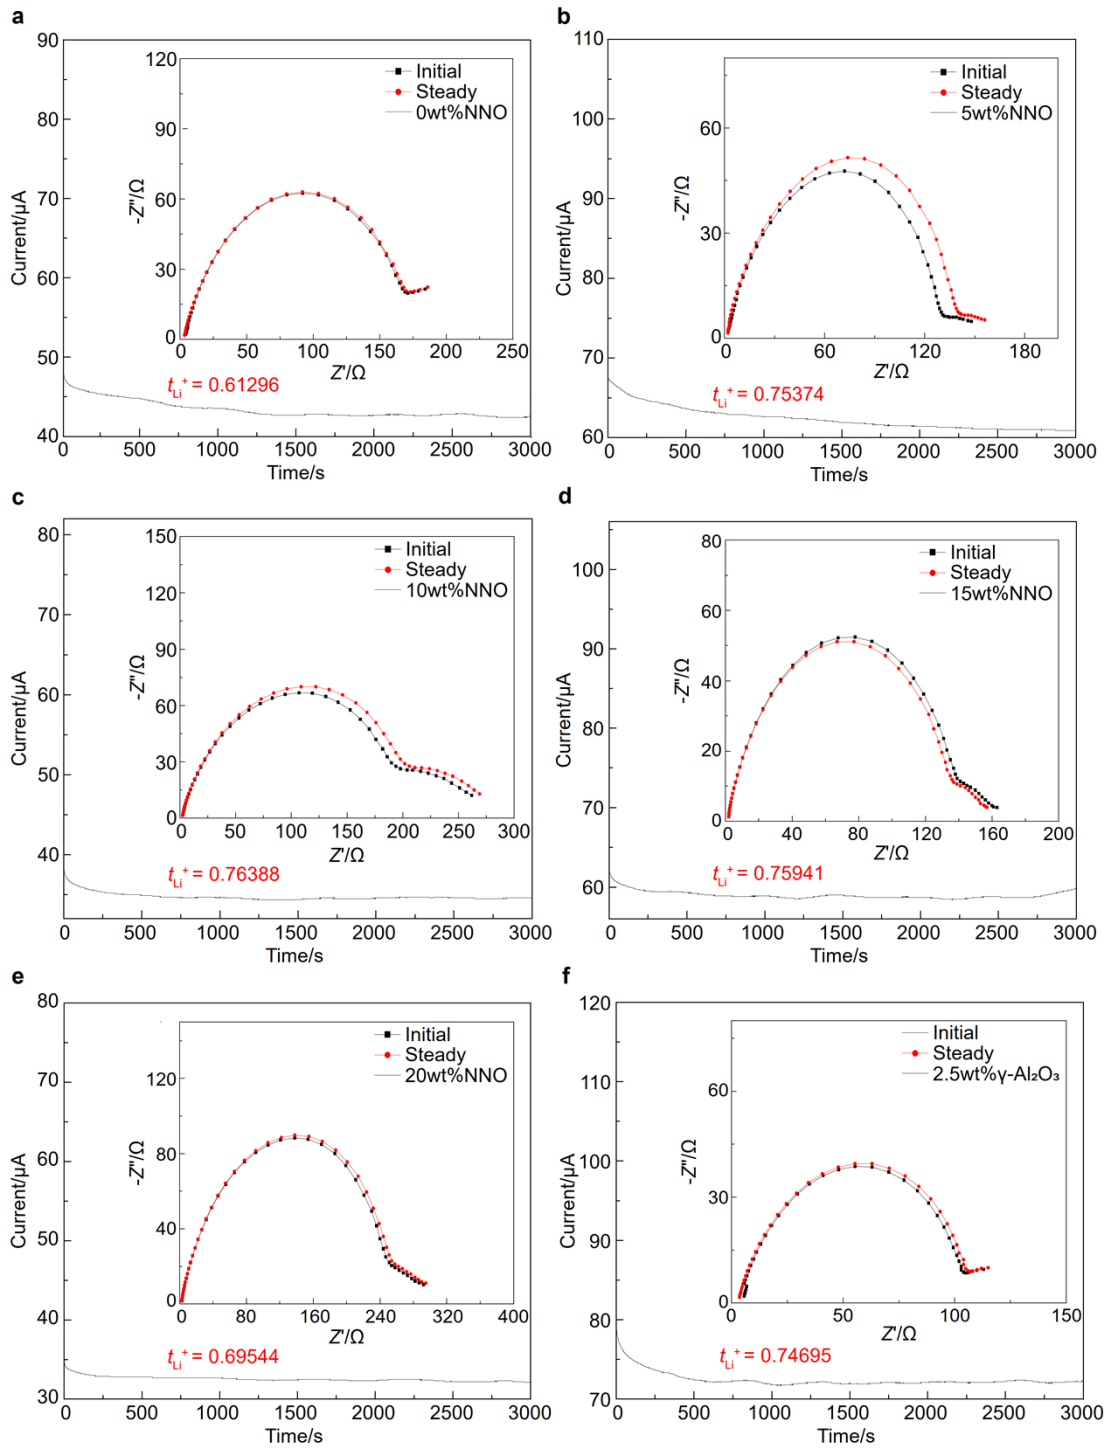 a
90
80
70
60
50
40
Current/μA
0 500 1000 1500 2000 2500 3000
Time/s
120
90
60
30
0
-Z''/Ω
0 50 100 150 200 250
Z'/Ω
Initial
Steady
0wt%NNO
tLi+ = 0.61296
b
110
100
90
80
70
60
Current/μA
0 500 1000 1500 2000 2500 3000
Time/s
60
30
0
-Z''/Ω
0 60 120 180
Z'/Ω
Initial
Steady
5wt%NNO
tLi+ = 0.75374
c
80
70
60
50
40
30
Current/μA
0 500 1000 1500 2000 2500 3000
Time/s
150
120
90
60
30
0
-Z''/Ω
0 50 100 150 200 250 300
Z'/Ω
Initial
Steady
10wt%NNO
tLi+ = 0.76388
d
100
90
80
70
60
Current/μA
0 500 1000 1500 2000 2500 3000
Time/s
80
60
40
20
0
-Z''/Ω
0 40 80 120 160 200
Z'/Ω
Initial
Steady
15wt%NNO
tLi+ = 0.75941
e
80
70
60
50
40
30
Current/μA
0 500 1000 1500 2000 2500 3000
Time/s
120
80
40
0
-Z''/Ω
0 80 160 240 320 400
Z'/Ω
Initial
Steady
20wt%NNO
tLi+ = 0.69544
f
120
110
100
90
80
70
Current/μA
0 500 1000 1500 2000 2500 3000
Time/s
60
30
0
-Z''/Ω
0 50 100 150
Z'/Ω
Initial
Steady
2.5wt%γ-Al₂O₃
tLi+ = 0.74695